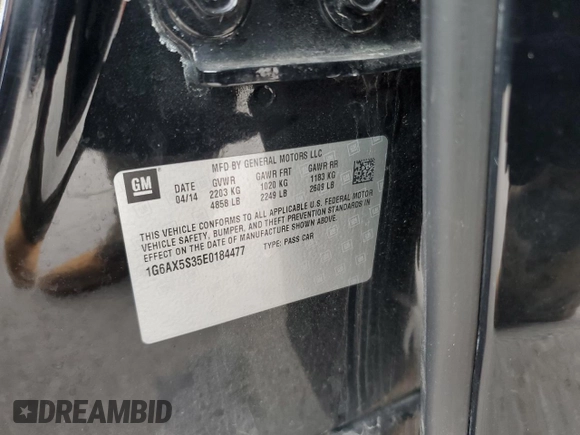 MFD BY GENERAL MOTORS LLC
GM
DATE GVWR GAWR FRT GAWR RR
04/14 2203 KG 1020 KG 1183 KG
4858 LB 2249 LB 2609 LB
THIS VEHICLE CONFORMS TO ALL APPLICABLE U.S. FEDERAL MOTOR
VEHICLE SAFETY, BUMPER, AND THEFT PREVENTION STANDARDS IN
EFFECT ON THE DATE OF MANUFACTURE SHOWN ABOVE.
1G6AX5S35E0184477 TYPE: PASS CAR
DREAMBID